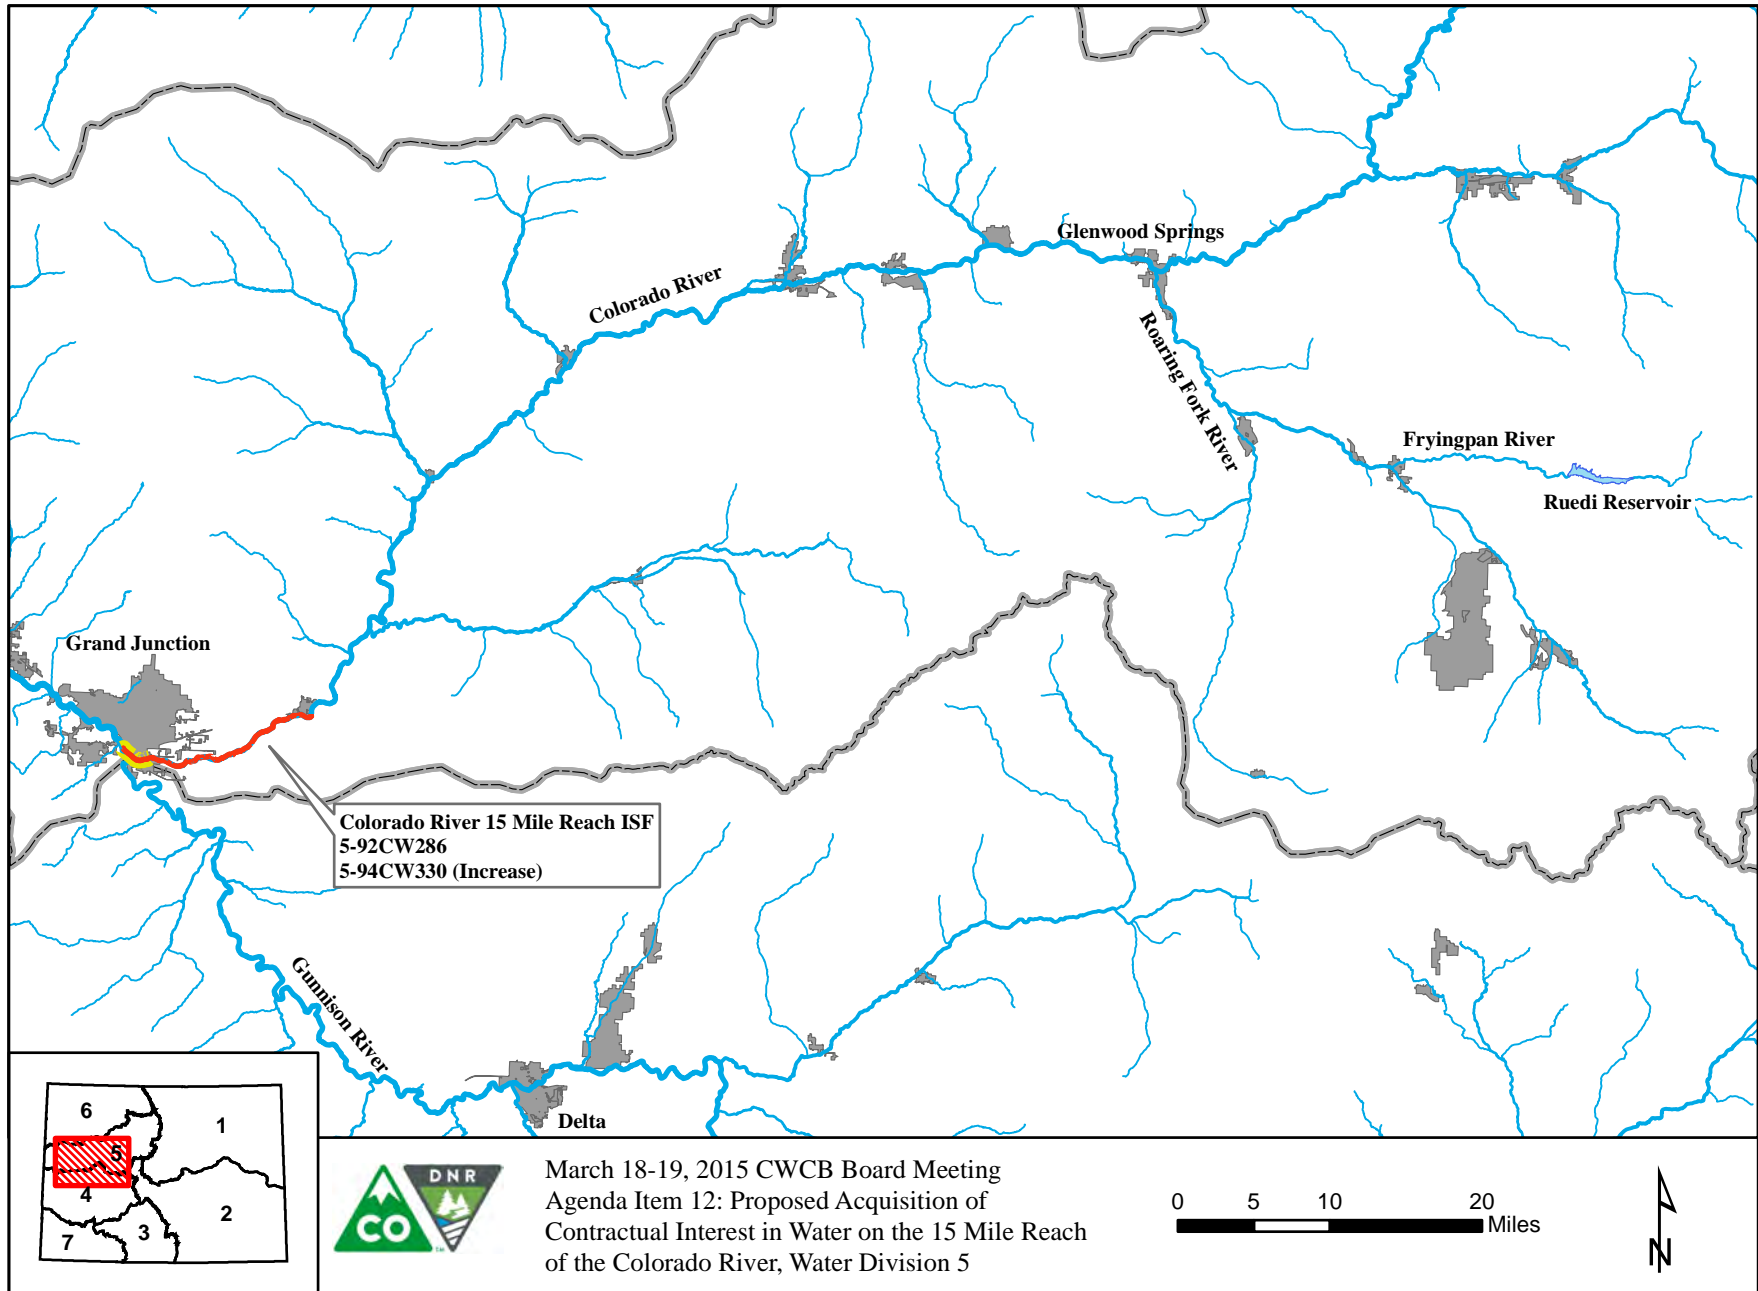 Glenwood Springs
Colorado River
Roaring Fork River
Fryingpan River
Ruedi Reservoir
Grand Junction
Colorado River 15 Mile Reach ISF
5-92CW286
5-94CW330 (Increase)
Gunnison River
Delta
6
1
5
4
2
3
7
CO
DNR
March 18-19, 2015 CWCB Board Meeting
Agenda Item 12: Proposed Acquisition of
Contractual Interest in Water on the 15 Mile Reach
of the Colorado River, Water Division 5
0 5 10 20
Miles
N